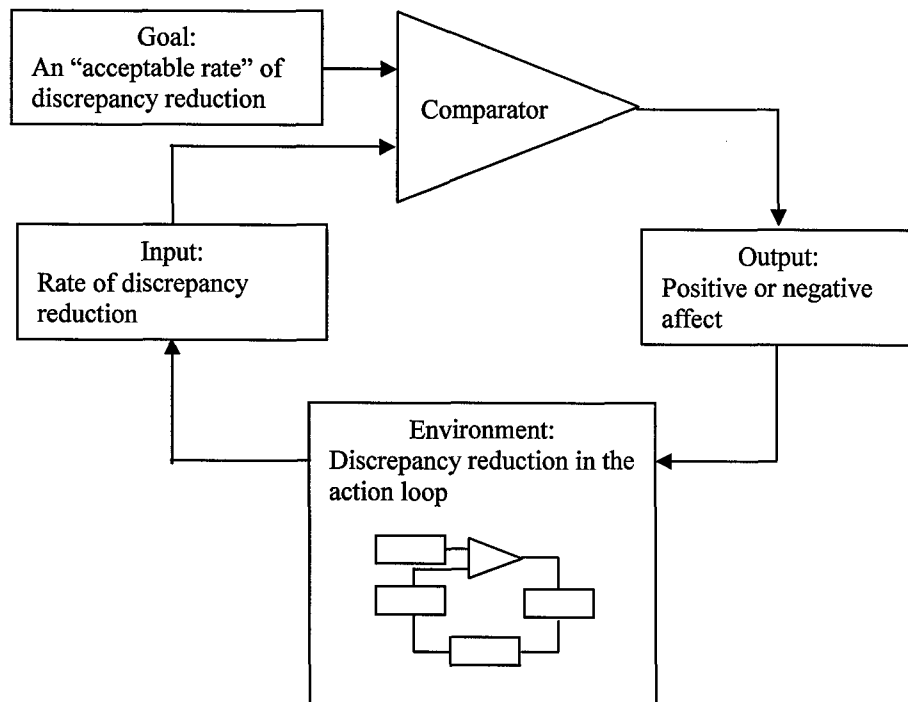 Goal:
An “acceptable rate” of
discrepancy reduction
Comparator
Input:
Rate of discrepancy
reduction
Output:
Positive or negative
affect
Environment:
Discrepancy reduction in the
action loop